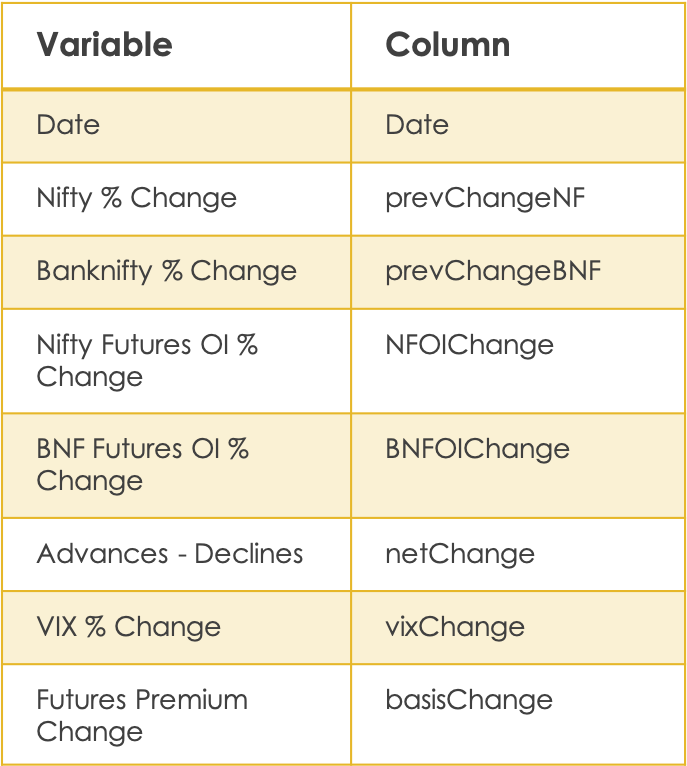 Variable Column
Date Date
Nifty % Change prevChangeNF
Banknifty % Change prevChangeBNF
Nifty Futures OI % NFOIChange
Change
BNF Futures OI % BNFOIChange
Change
Advances - Declines netChange
VIX % Change vixChange
Futures Premium basisChange
Change